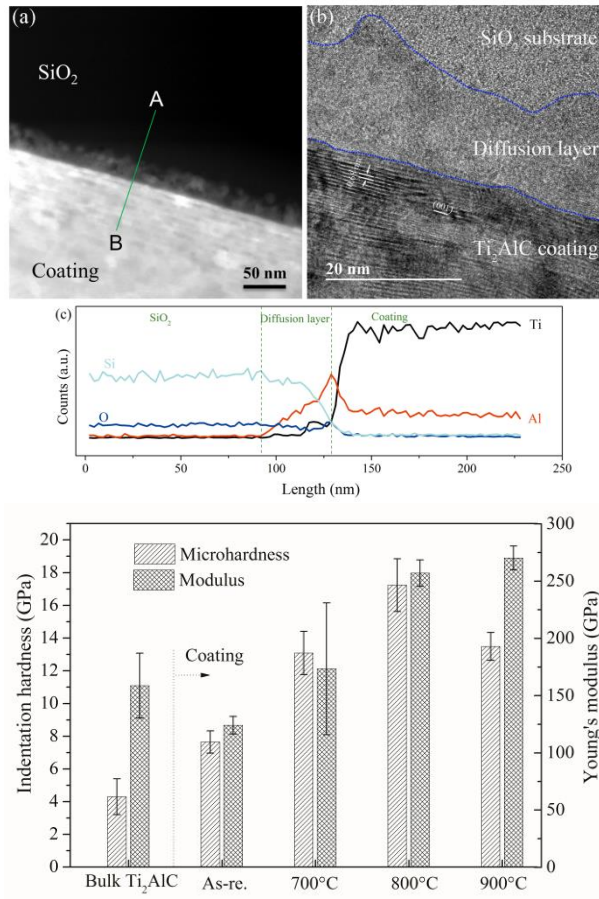 (a)
SiO2
A
B
Coating
50 nm
(b)
SiO2 substrate
Diffusion layer
[001]
Ti2AlC coating
20 nm
(c)
SiO2
Diffusion layer
Coating
Ti
Si
O
Al
Counts (a.u.)
0
50
100
150
200
250
Length (nm)
20
18
16
14
12
10
8
6
4
2
0
Indentation hardness (GPa)
Microhardness
Modulus
Coating
300
250
200
150
100
50
0
Young's modulus (GPa)
Bulk Ti2AlC
As-re.
700°C
800°C
900°C